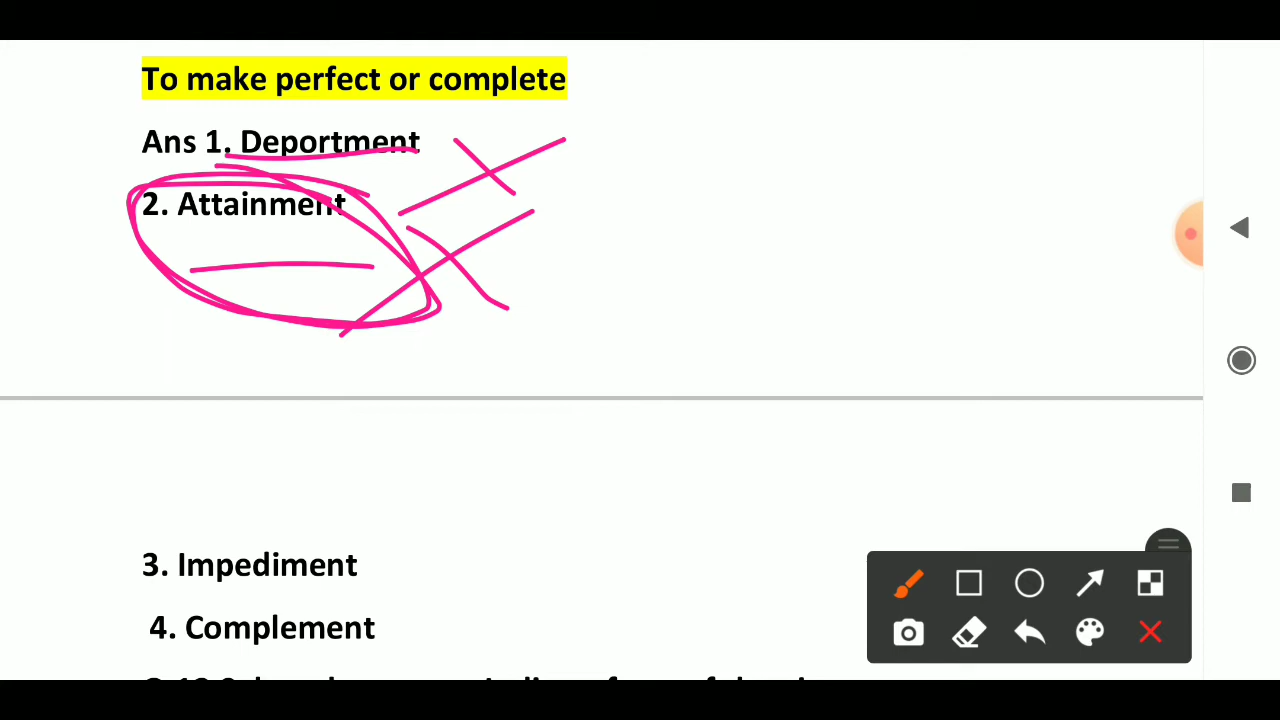 To make perfect or complete
Ans 1. Deportment
2. Attainment
3. Impediment
4. Complement